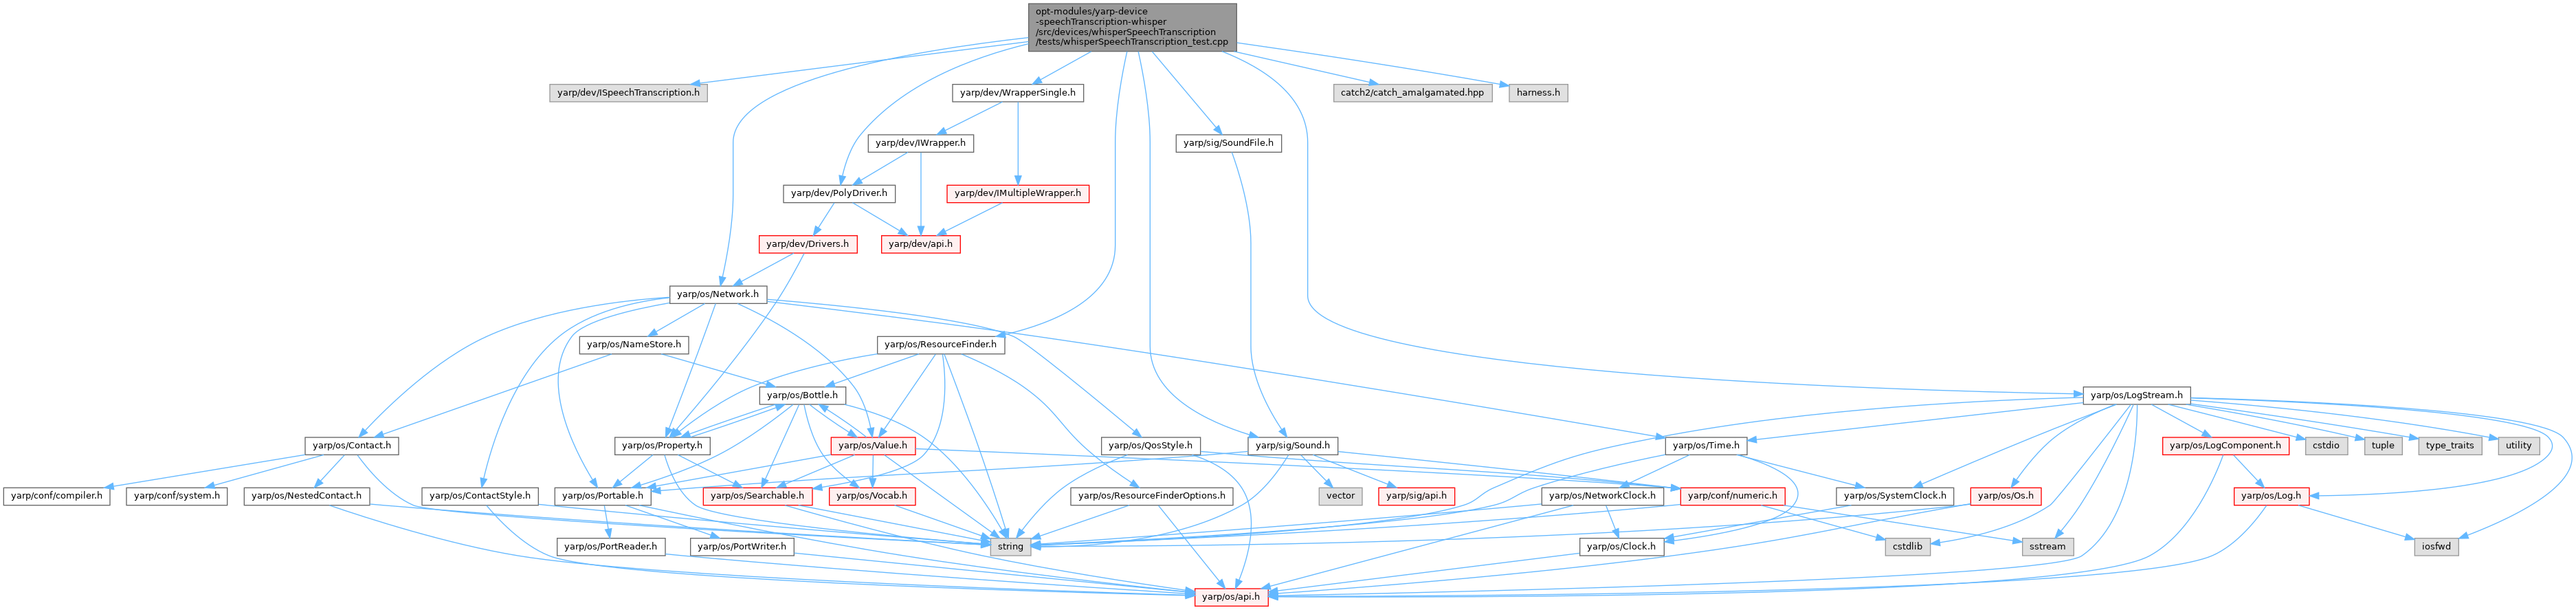 opt-modules/yarp-device
-speechTranscription-whisper
/src/devices/whisperSpeechTranscription
/tests/whisperSpeechTranscription_test.cpp
yarp/dev/ISpeechTranscription.h
yarp/dev/WrapperSingle.h
catch2/catch_amalgamated.hpp
harness.h
yarp/dev/IWrapper.h
yarp/sig/SoundFile.h
yarp/dev/PolyDriver.h
yarp/dev/IMultipleWrapper.h
yarp/dev/Drivers.h
yarp/dev/api.h
yarp/os/Network.h
yarp/os/NameStore.h
yarp/os/ResourceFinder.h
yarp/os/Bottle.h
yarp/os/LogStream.h
yarp/os/Contact.h
yarp/os/Property.h
yarp/os/Value.h
yarp/os/QosStyle.h
yarp/sig/Sound.h
yarp/os/Time.h
yarp/os/LogComponent.h
cstdio
tuple
type_traits
utility
yarp/conf/compiler.h
yarp/conf/system.h
yarp/os/NestedContact.h
yarp/os/ContactStyle.h
yarp/os/Portable.h
yarp/os/Searchable.h
yarp/os/Vocab.h
yarp/os/ResourceFinderOptions.h
vector
yarp/sig/api.h
yarp/os/NetworkClock.h
yarp/conf/numeric.h
yarp/os/SystemClock.h
yarp/os/Os.h
yarp/os/Log.h
yarp/os/PortReader.h
yarp/os/PortWriter.h
string
yarp/os/Clock.h
cstdlib
sstream
iosfwd
yarp/os/api.h